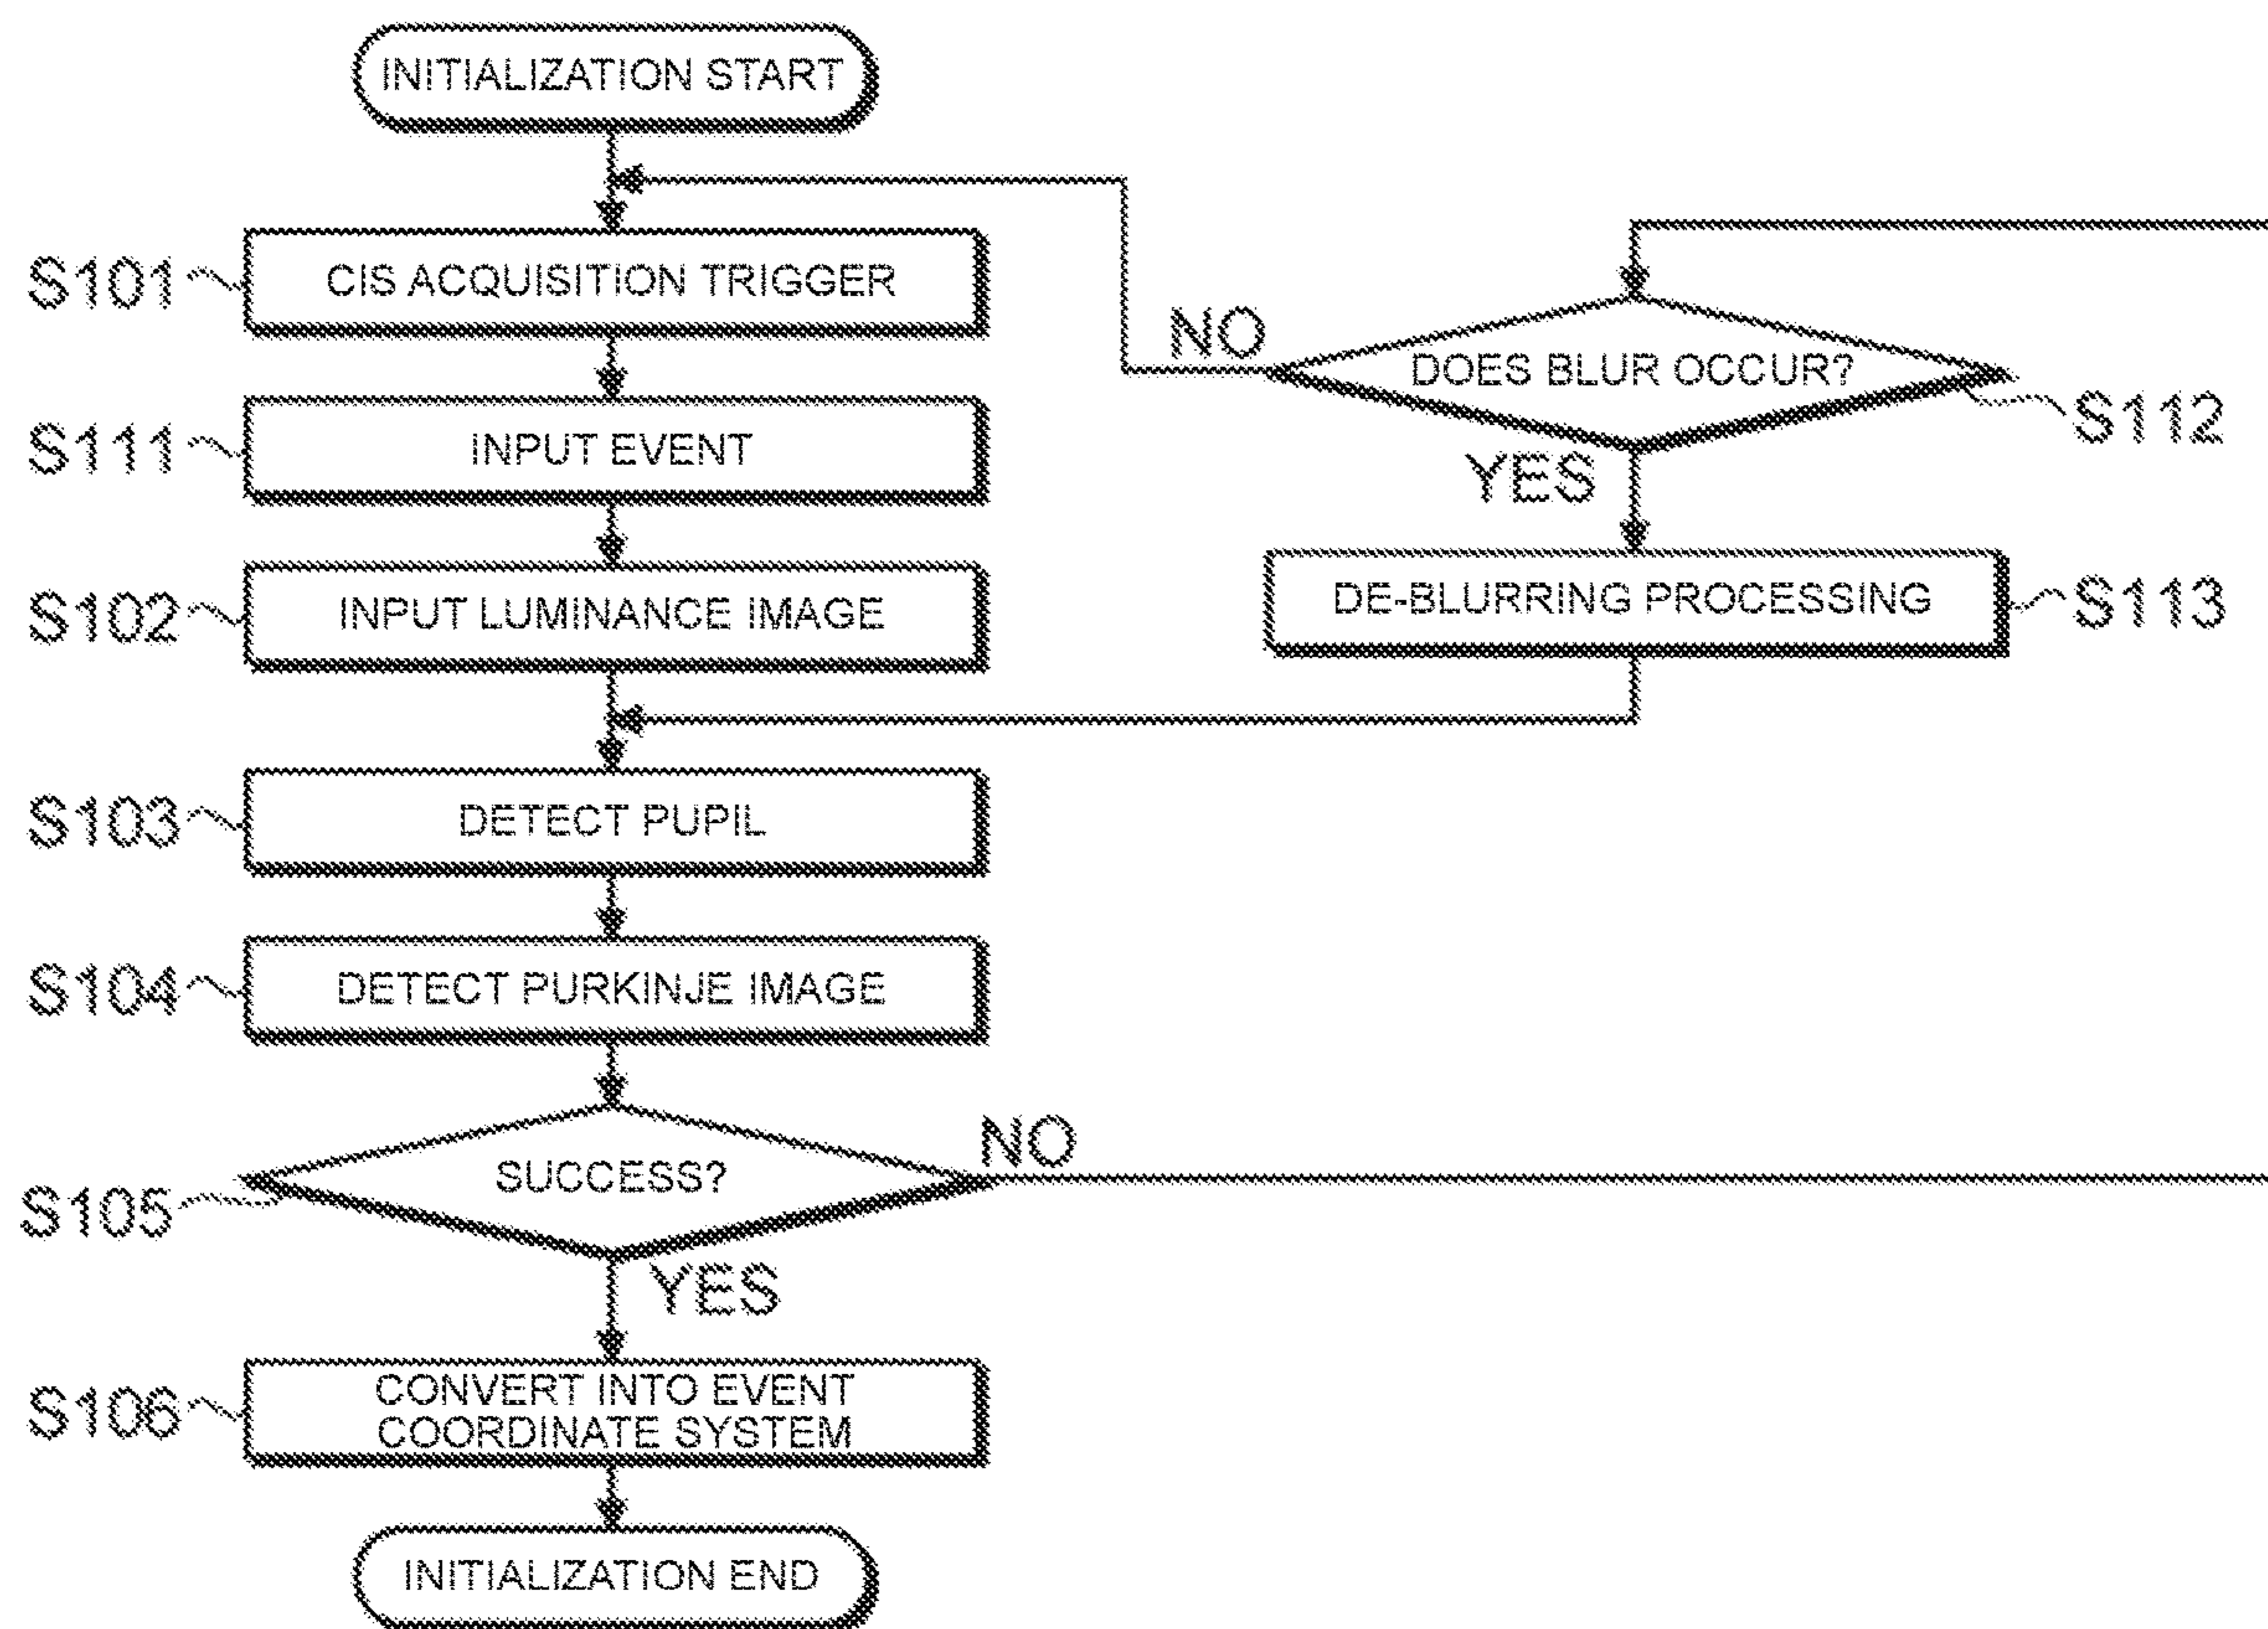 INITIALIZATION START
S101
CIS ACQUISITION TRIGGER
S111
INPUT EVENT
S102
INPUT LUMINANCE IMAGE
S103
DETECT PUPIL
S104
DETECT PURKINJE IMAGE
S105
SUCCESS?
NO
YES
S106
CONVERT INTO EVENT
COORDINATE SYSTEM
INITIALIZATION END
NO
DOES BLUR OCCUR?
S112
YES
DE-BLURRING PROCESSING
S113